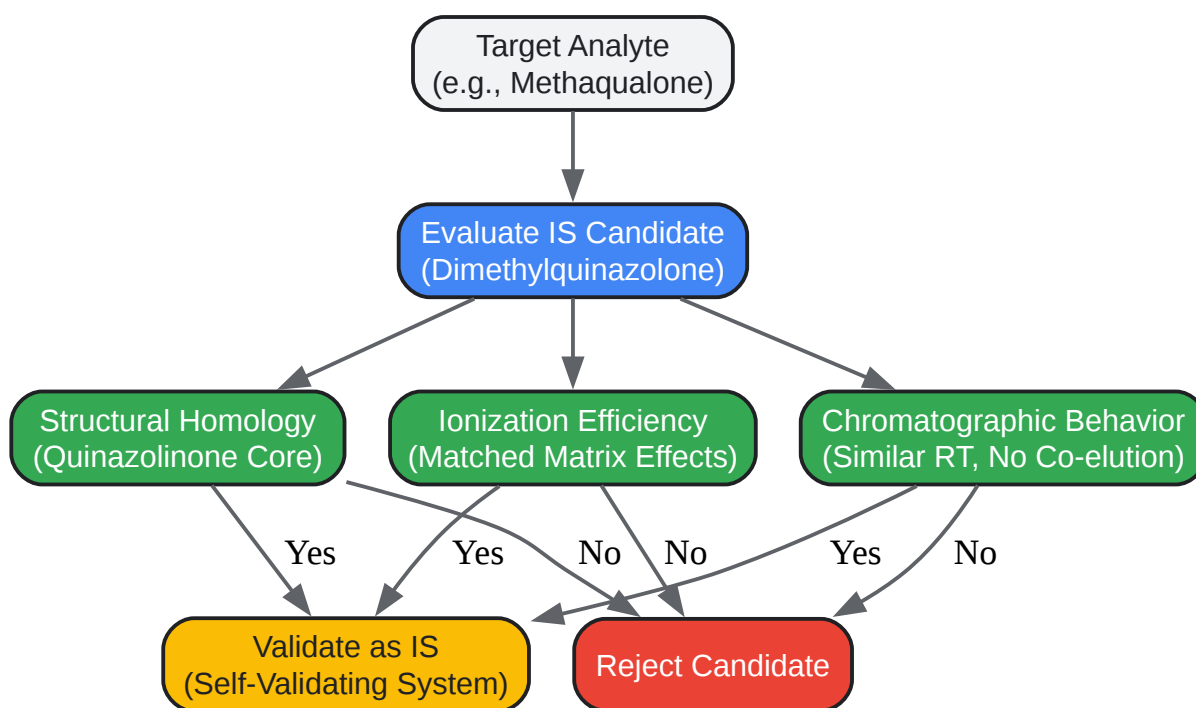 Target Analyte
(e.g., Methaqualone)
Evaluate IS Candidate
(Dimethylquinazolone)
Structural Homology
(Quinazolinone Core)
Ionization Efficiency
(Matched Matrix Effects)
Chromatographic Behavior
(Similar RT, No Co-elution)
Yes
Yes
No
No
Yes
No
Validate as IS
(Self-Validating System)
Reject Candidate